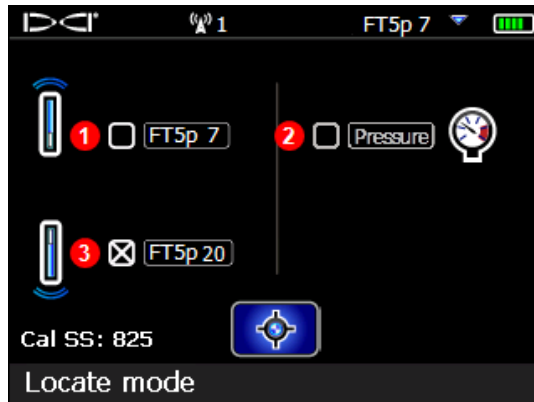 DCI 1 FT5p 7
1 FT5p 7 2 Pressure
3 FT5p 20
Cal SS: 825
Locate mode